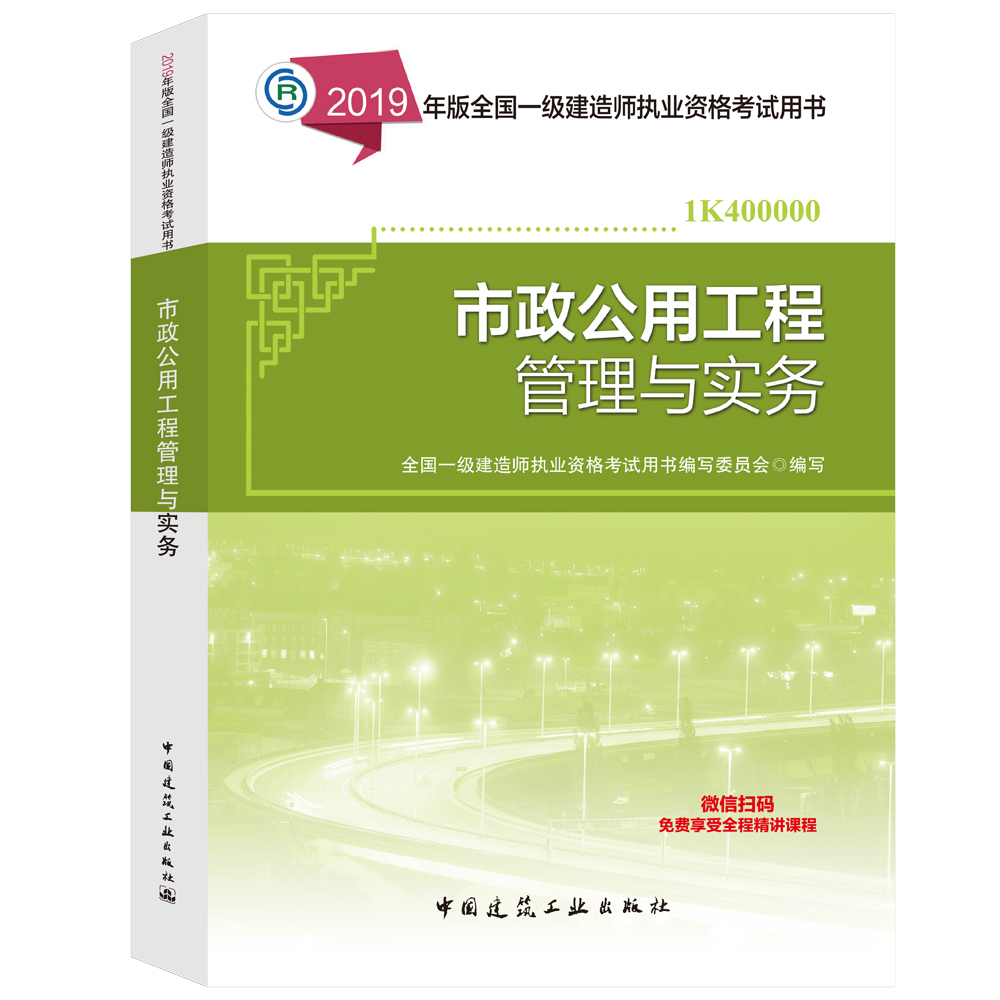 2019年版全国一级建造师执业资格考试用书
1K400000
市政公用工程
管理与实务
全国一级建造师执业资格考试用书编写委员会◎编写
微信扫码
免费享受全程精讲课程
中国建筑工业出版社
2019年版全国一级建造师执业资格考试用书
市政公用工程管理与实务
中国建筑工业出版社
R